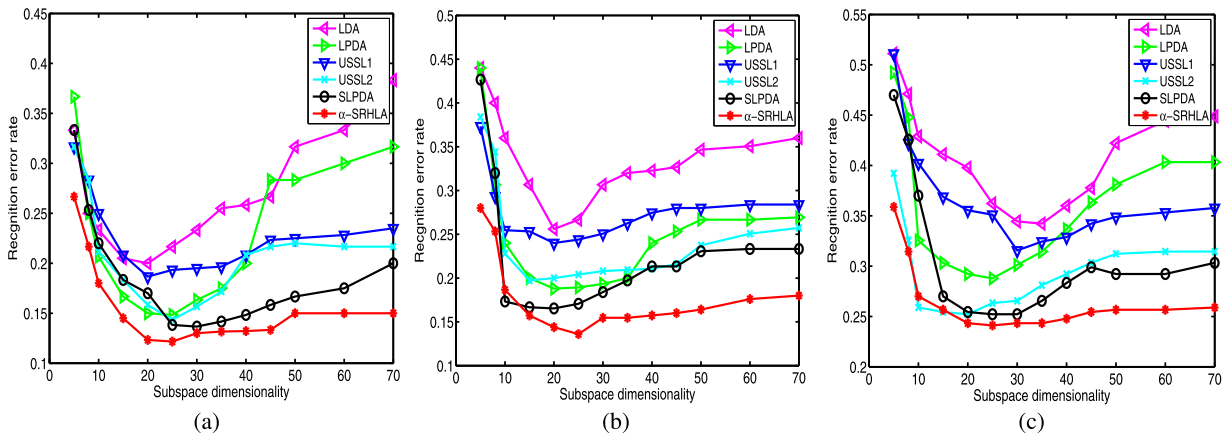 0.45
0.4
0.35
0.3
0.25
0.2
0.15
0.1
0 10 20 30 40 50 60 70
Subspace dimensionality
Recgnition error rate
LDA
LPDA
USSL1
USSL2
SLPDA
α−SRHLA
(a)
0.5
0.45
0.4
0.35
0.3
0.25
0.2
0.15
0.1
0 10 20 30 40 50 60 70
Subspace dimensionality
Recgnition error rate
LDA
LPDA
USSL1
USSL2
SLPDA
α−SRHLA
(b)
0.55
0.5
0.45
0.4
0.35
0.3
0.25
0.2
0 10 20 30 40 50 60 70
Subspace dimensionality
Recognition error rate
LDA
LPDA
USSL1
USSL2
SLPDA
α−SRHLA
(c)